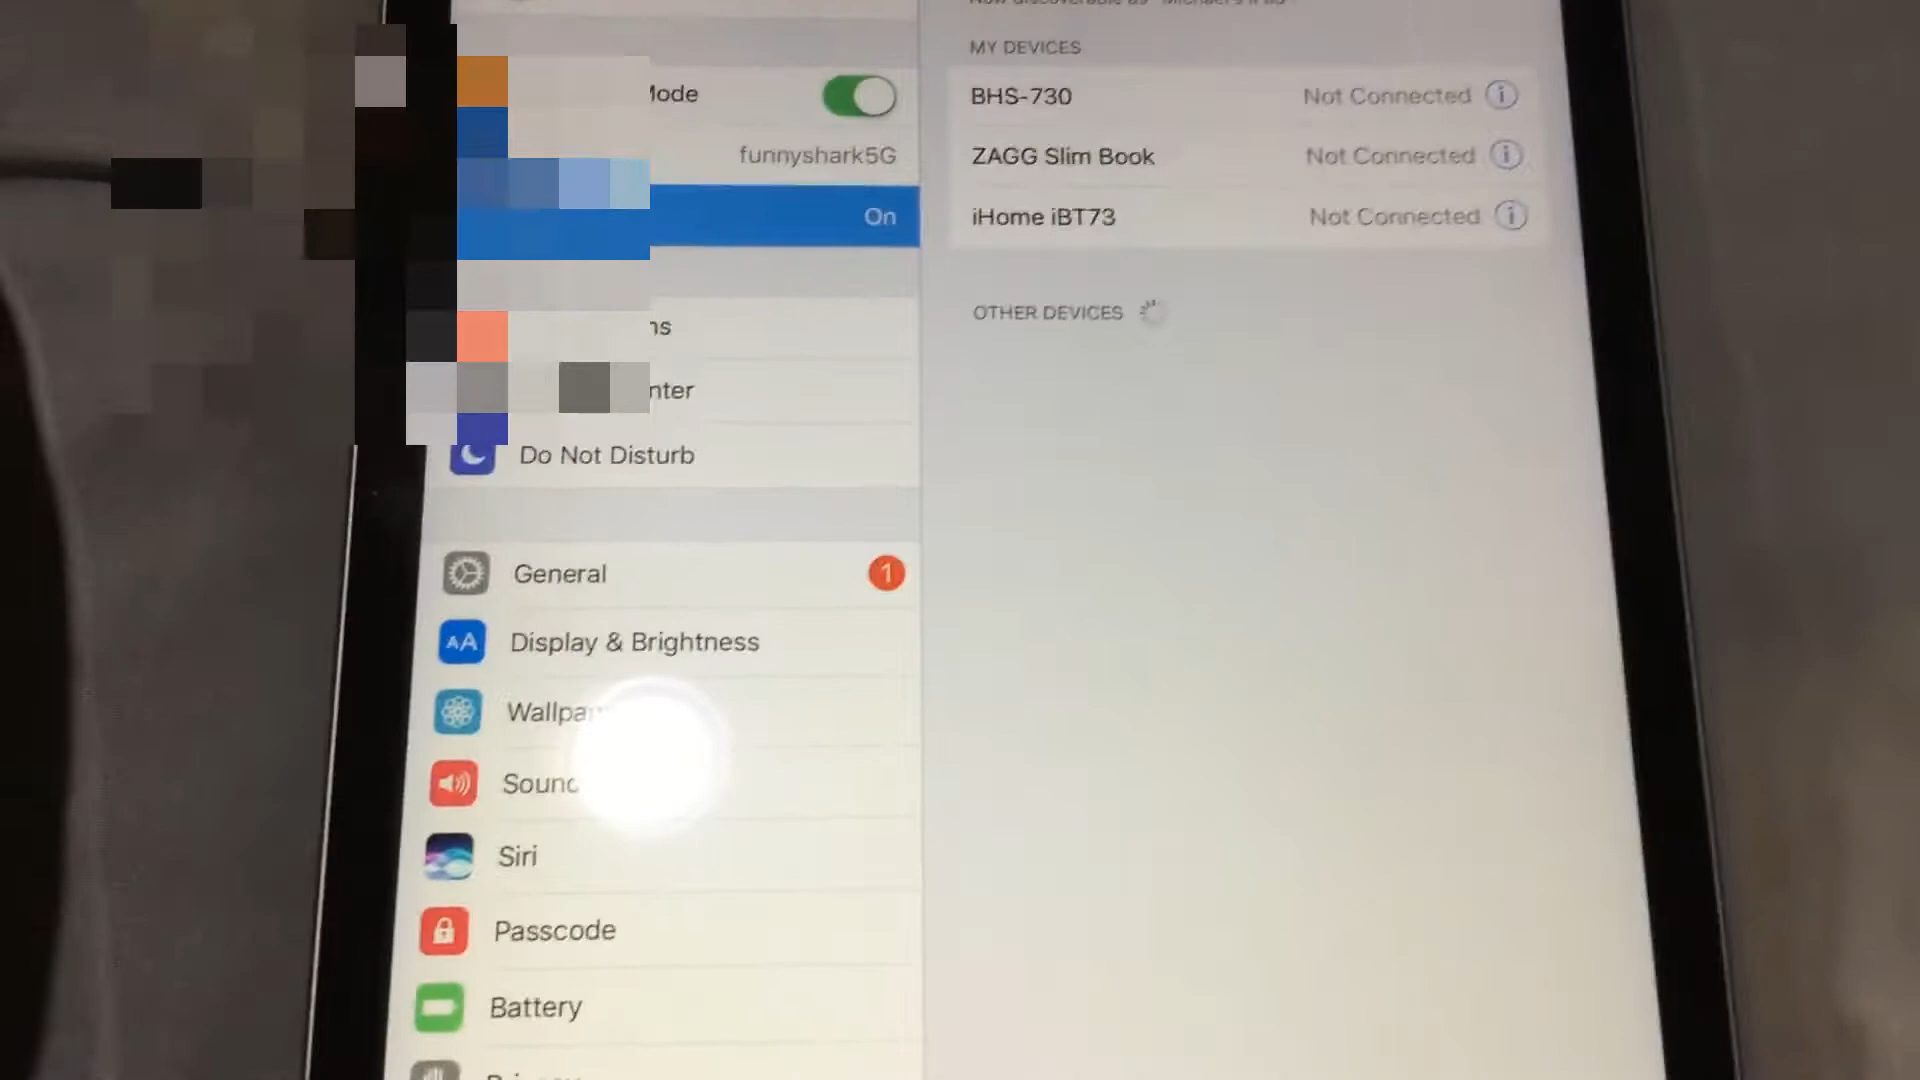 MY DEVICES
Mode
BHS-730 Not Connected
funnyshark5G
ZAGG Slim Book Not Connected
On
iHome iBT73 Not Connected
OTHER DEVICES
Do Not Disturb
General 1
AA Display & Brightness
Siri
Passcode
Battery